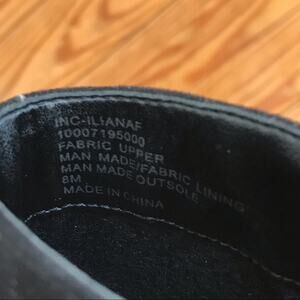 INC-ILIANAF
10007195000
FABRIC UPPER
MAN MADE/FABRIC LINING
MAN MADE OUTSOLE
8M
MADE IN CHINA